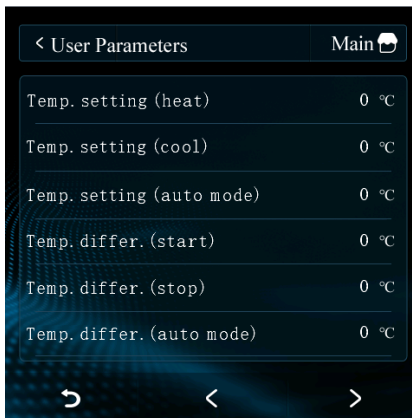 < User Parameters Main
Temp. setting (heat) 0 ℃
Temp. setting (cool) 0 ℃
Temp. setting (auto mode) 0 ℃
Temp. differ. (start) 0 ℃
Temp. differ. (stop) 0 ℃
Temp. differ. (auto mode) 0 ℃